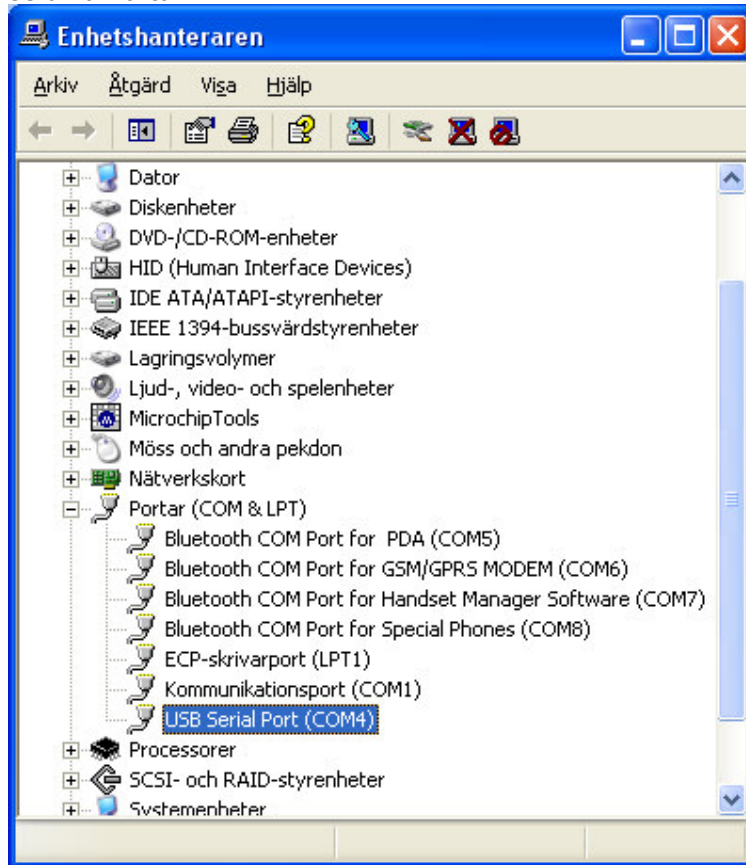 Enhetshanteraren
Arkiv Åtgärd Visa Hjälp
Dator
Diskenheter
DVD-/CD-ROM-enheter
HID (Human Interface Devices)
IDE ATA/ATAPI-styrenheter
IEEE 1394-bussvärdstyrenheter
Lagringsvolymer
Ljud-, video- och spelenheter
MicrochipTools
Möss och andra pekdon
Nätverkskort
Portar (COM & LPT)
Bluetooth COM Port for PDA (COM5)
Bluetooth COM Port for GSM/GPRS MODEM (COM6)
Bluetooth COM Port for Handset Manager Software (COM7)
Bluetooth COM Port for Special Phones (COM8)
ECP-skrivarport (LPT1)
Kommunikationsport (COM1)
USB Serial Port (COM4)
Processorer
SCSI- och RAID-styrenheter
Systemenheter